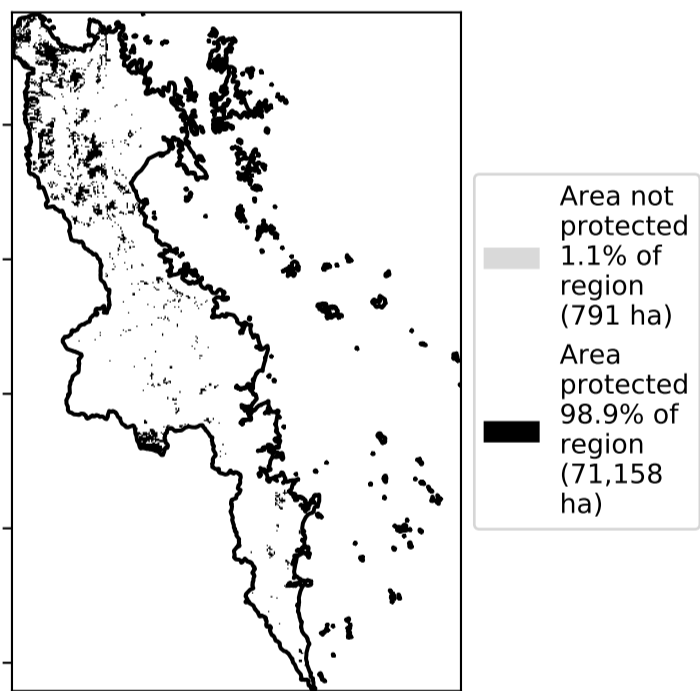 Area not
protected
1.1% of
region
(791 ha)
Area
protected
98.9% of
region
(71,158
ha)